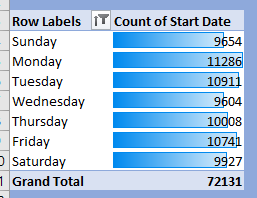 Row Labels Count of Start Date
Sunday 9654
Monday 11286
Tuesday 10911
Wednesday 9604
Thursday 10008
Friday 10741
Saturday 9927
Grand Total 72131